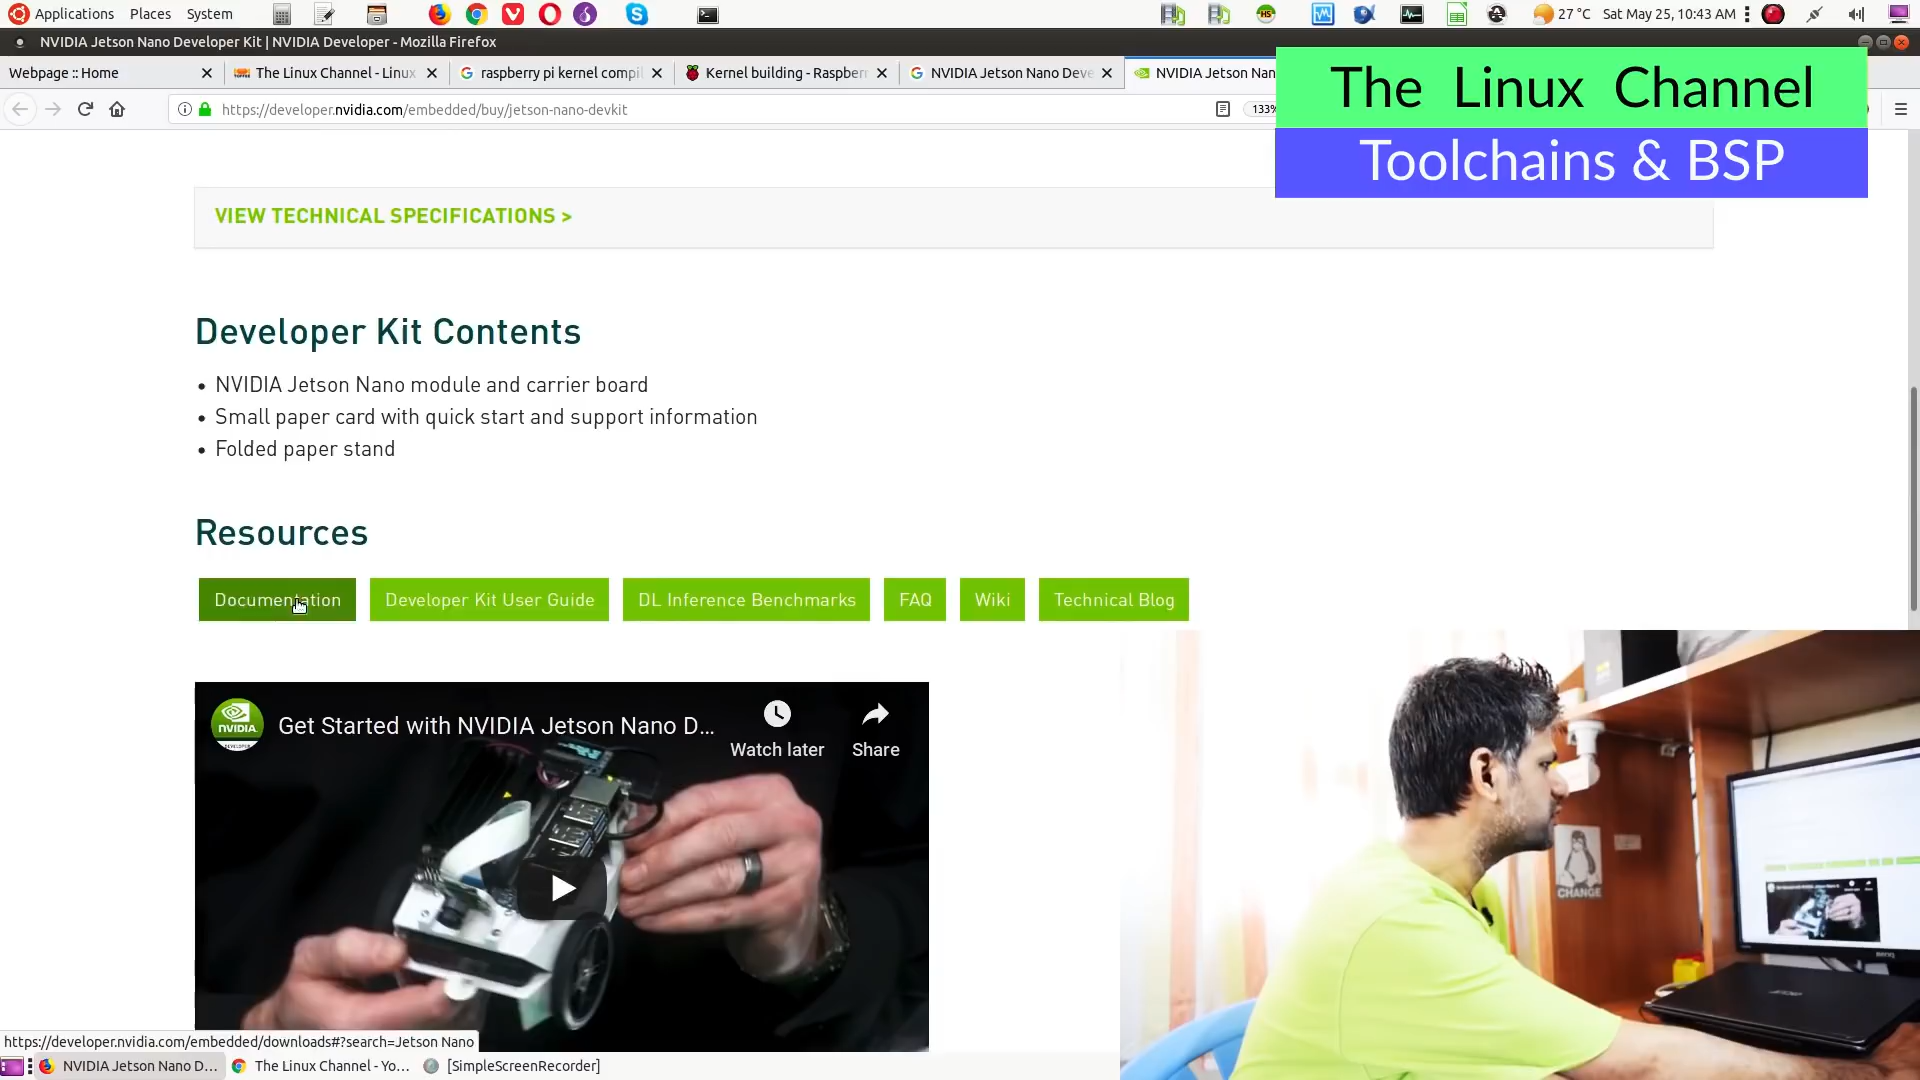 Applications Places System
27 °C Sat May 25, 10:43 AM
NVIDIA Jetson Nano Developer Kit | NVIDIA Developer - Mozilla Firefox
Webpage :: Home
The Linux Channel - Linux
raspberry pi kernel compil
Kernel building - Raspberr
NVIDIA Jetson Nano Deve
NVIDIA Jetson Nan
https://developer.nvidia.com/embedded/buy/jetson-nano-devkit
133%
The Linux Channel
Toolchains & BSP
VIEW TECHNICAL SPECIFICATIONS >
Developer Kit Contents
• NVIDIA Jetson Nano module and carrier board
• Small paper card with quick start and support information
• Folded paper stand
Resources
Documentation
Developer Kit User Guide
DL Inference Benchmarks
FAQ
Wiki
Technical Blog
NVIDIA
DEVELOPER
Get Started with NVIDIA Jetson Nano D...
Watch later
Share
CHANGE
BenQ
acer
https://developer.nvidia.com/embedded/downloads#?search=Jetson Nano
NVIDIA Jetson Nano D...
The Linux Channel - Yo...
[SimpleScreenRecorder]